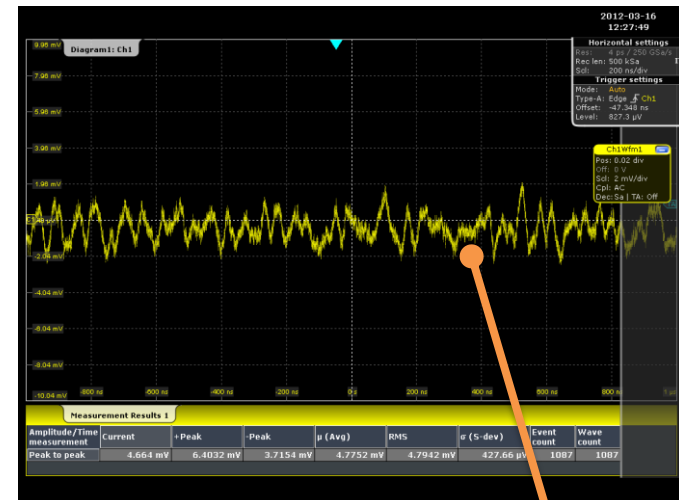 2012-03-16
12:27:49
Diagram1: Ch1
Horizontal settings
Res: 4 ps / 250 GSa/s
Rec len: 500 kSa
Scl: 200 ns/div
Trigger settings
Mode: Auto
Type-A: Edge Ch1
Offset: -47.348 ns
Level: 827.3 µV
Ch1Wfm1
Pos: 0.02 div
Off: 0 V
Scl: 2 mV/div
Cpl: AC
Dec: Sa | TA: Off
9.96 mV
7.96 mV
5.96 mV
3.96 mV
1.96 mV
-2.04 mV
-4.04 mV
-6.04 mV
-8.04 mV
-10.04 mV
-800 ns -600 ns -400 ns -200 ns 0 s 200 ns 400 ns 600 ns 800 ns 1 µs
Measurement Results 1
Amplitude/Time measurement Current +Peak -Peak µ (Avg) RMS σ (S-dev) Event count Wave count
Peak to peak 4.664 mV 6.4032 mV 3.7154 mV 4.7752 mV 4.7942 mV 427.66 µV 1087 1087